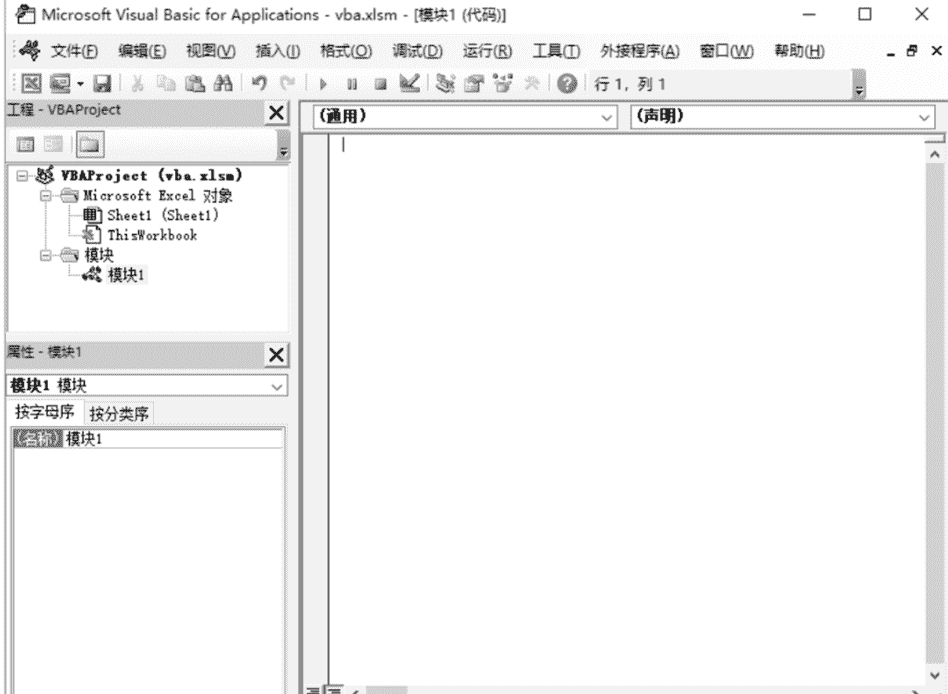 Microsoft Visual Basic for Applications - vba.xlsm - [模块1 (代码)]
文件(F) 编辑(E) 视图(V) 插入(I) 格式(O) 调试(D) 运行(R) 工具(T) 外接程序(A) 窗口(W) 帮助(H)
行 1, 列 1
工程 - VBAProject
(通用) (声明)
VBAProject (vba.xlsm)
Microsoft Excel 对象
Sheet1 (Sheet1)
ThisWorkbook
模块
模块1
属性 - 模块1
模块1 模块
按字母序 按分类序
(名称) 模块1